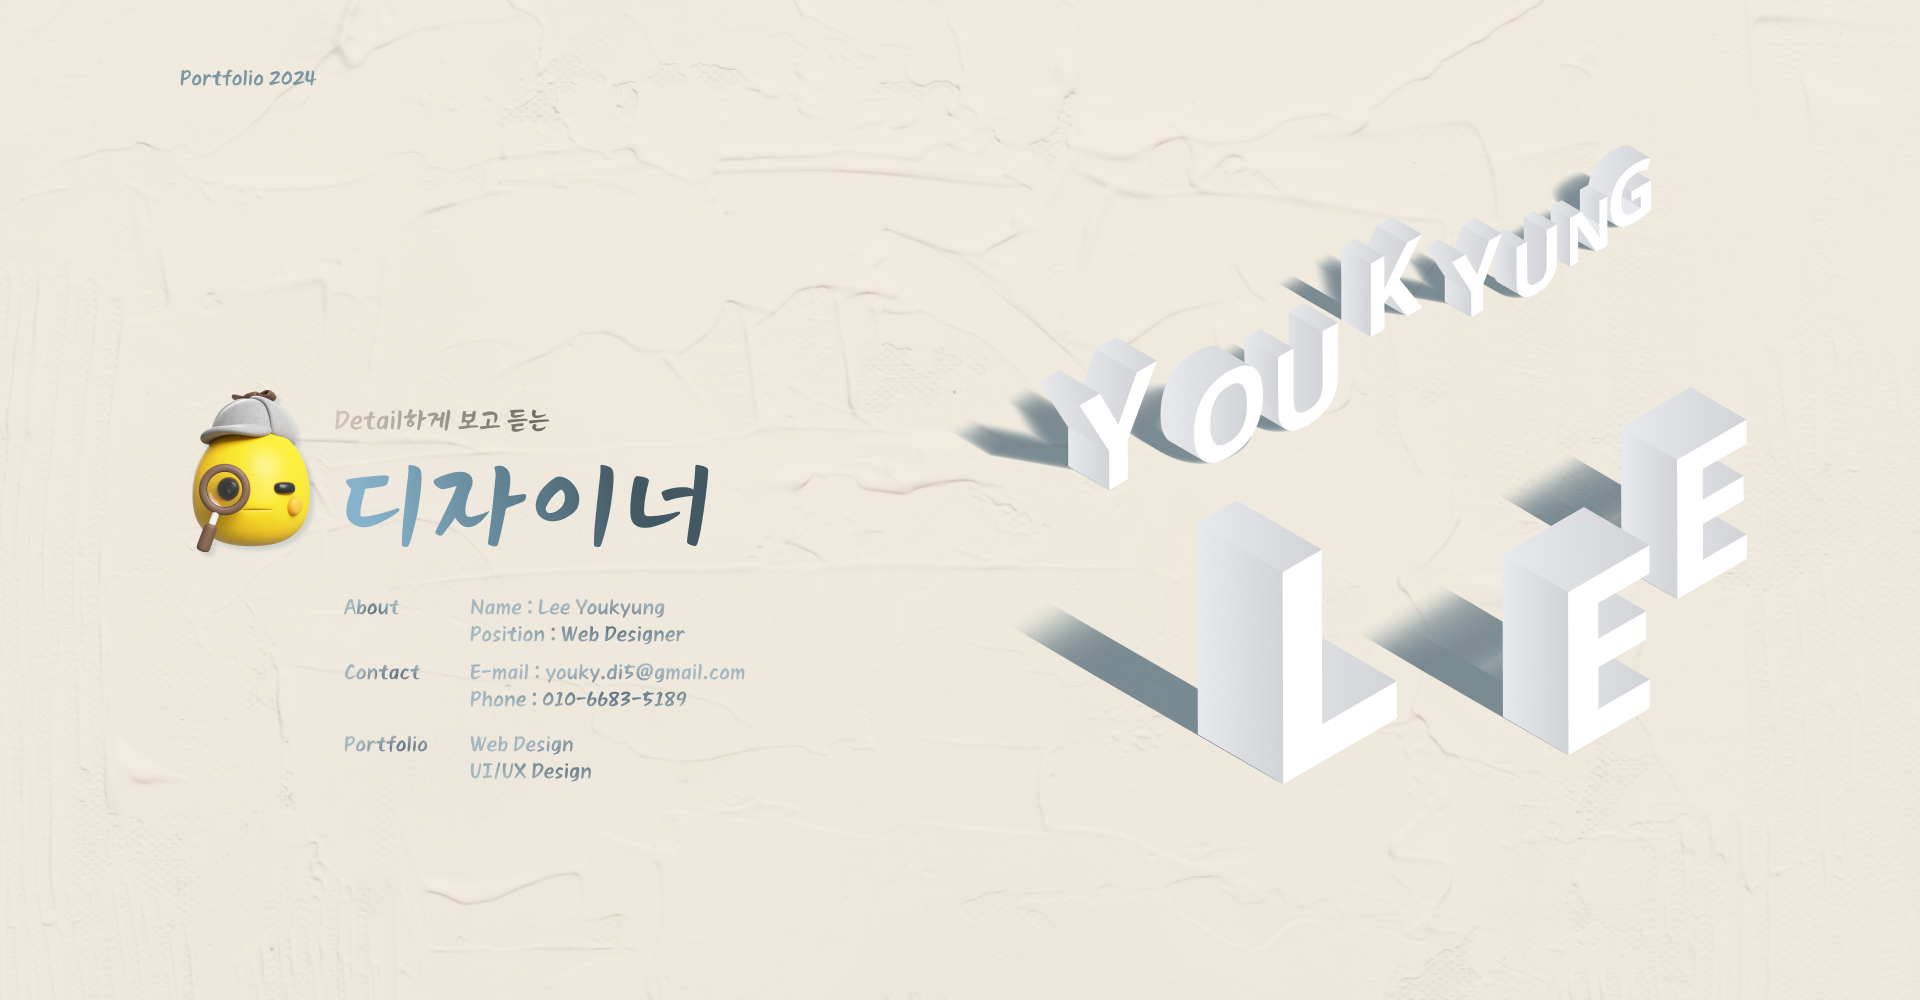 Portfolio 2024
Detail하게 보고 듣는
디자이너
About
Name : Lee Youkyung
Position : Web Designer
Contact
E-mail : youky.di5@gmail.com
Phone : 010-6683-5189
Portfolio
Web Design
UI/UX Design
YOUKYUNG
LEE